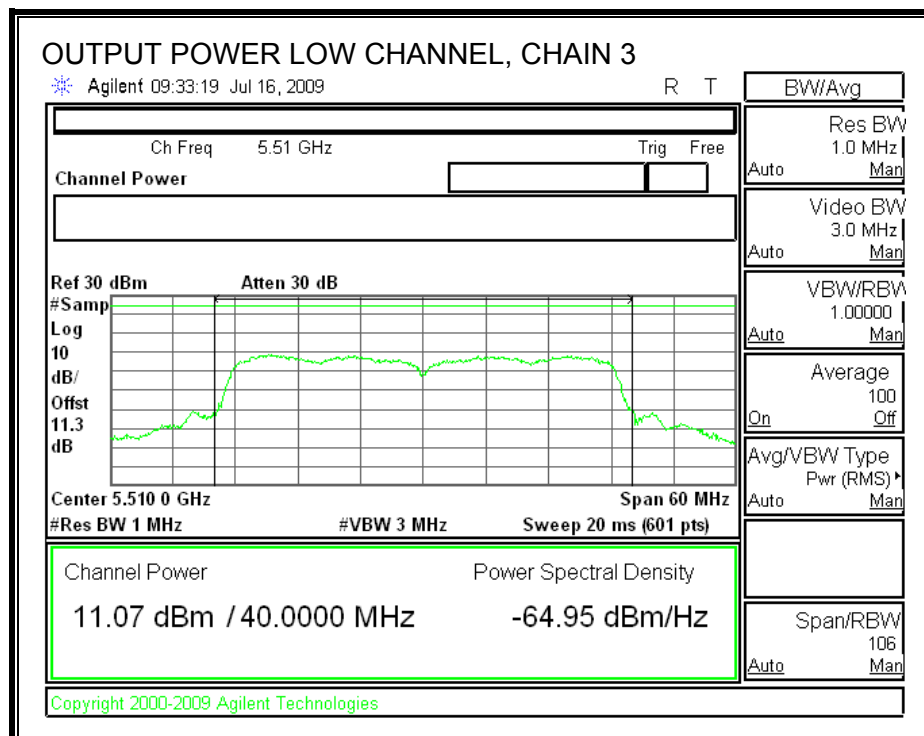 OUTPUT POWER LOW CHANNEL, CHAIN 3
Agilent 09:33:19 Jul 16, 2009
R T
Ch Freq 5.51 GHz
Trig Free
Channel Power
Ref 30 dBm
Atten 30 dB
#Samp
Log
10
dB/
Offst
11.3
dB
Center 5.510 0 GHz
Span 60 MHz
#Res BW 1 MHz
#VBW 3 MHz
Sweep 20 ms (601 pts)
Channel Power
Power Spectral Density
11.07 dBm / 40.0000 MHz
-64.95 dBm/Hz
Copyright 2000-2009 Agilent Technologies
BW/Avg
Res BW
1.0 MHz
Auto Man
Video BW
3.0 MHz
Auto Man
VBW/RBW
1.00000
Auto Man
Average
100
On Off
Avg/VBW Type
Pwr (RMS)
Auto Man
Span/RBW
106
Auto Man